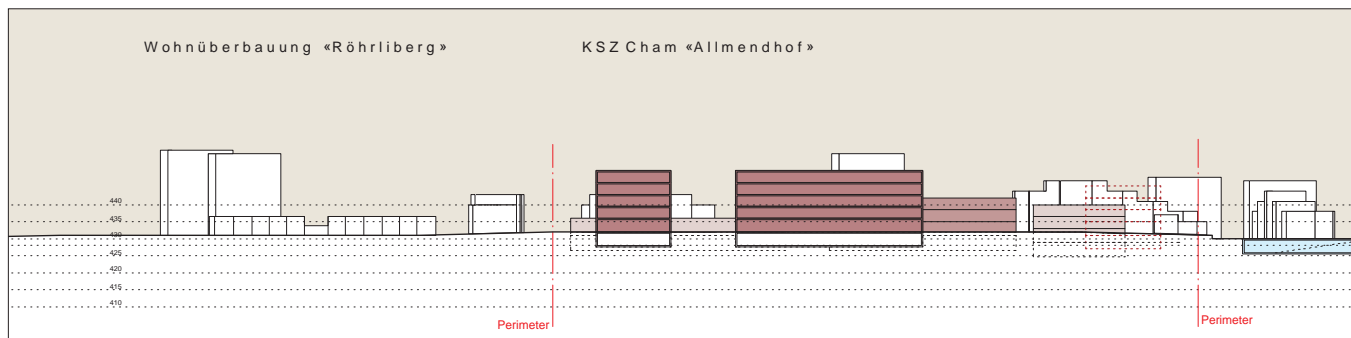 Wohnüberbauung «Röhrliberg»
KSZ Cham «Allmendhof»
440
435
430
425
420
415
410
Perimeter
Perimeter